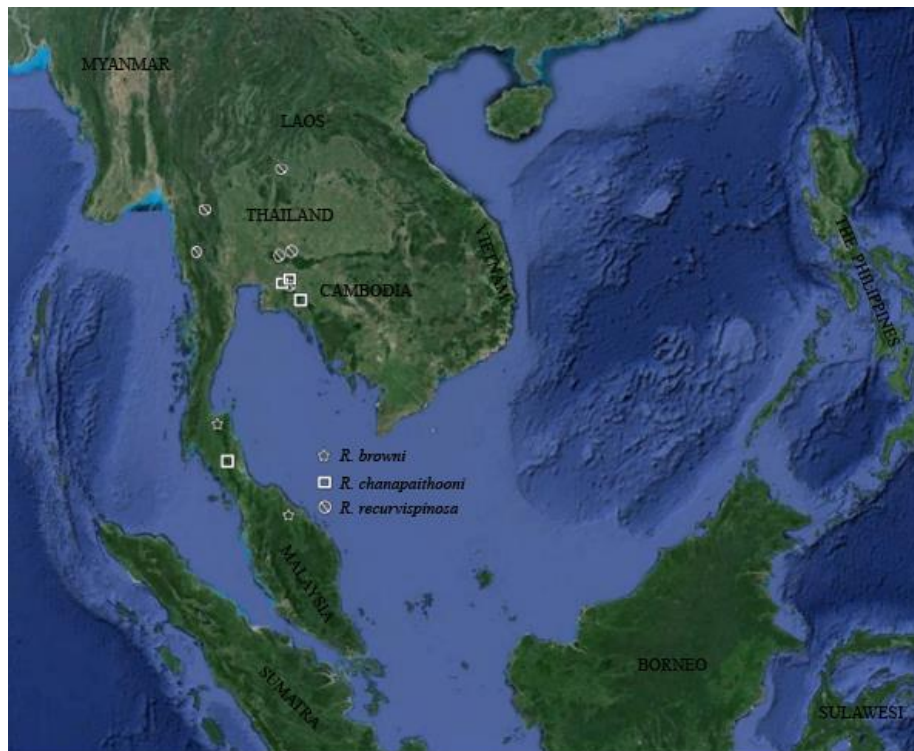 MYANMAR
LAOS
THAILAND
VIETNAM
CAMBODIA
THE PHILIPPINES
R. browni
R. chanapaithooni
R. recurvispinosa
MALAYSIA
BORNEO
SUMATRA
SULAWESI